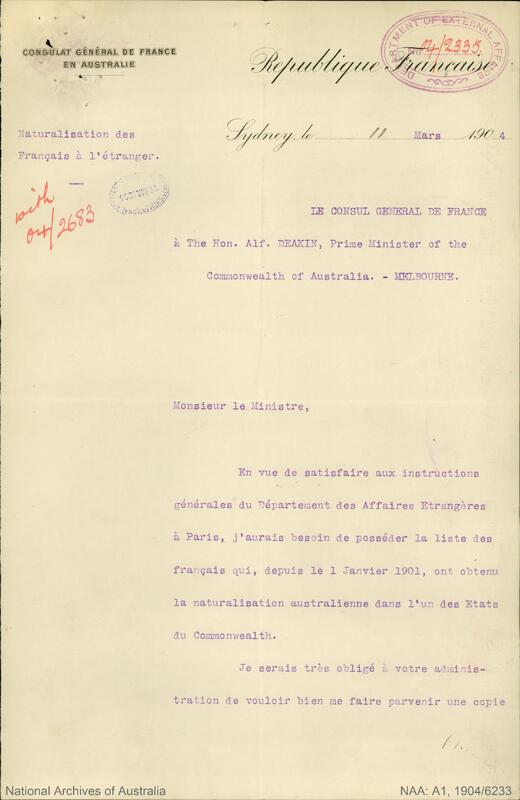 CONSULAT GÉNÉRAL DE FRANCE
EN AUSTRALIE
DEPARTMENT OF EXTERNAL AFFAIRS
No. 04/2335
République Française
Naturalisation des
Français à l'étranger.
Sydney, le 11 Mars 1904
with
04/2683
LE CONSUL GENERAL DE FRANCE
à The Hon. Alf. DEAKIN, Prime Minister of the
Commonwealth of Australia. - MELBOURNE.
Monsieur le Ministre,
En vue de satisfaire aux instructions
générales du Département des Affaires Etrangères
à Paris, j'aurais besoin de posséder la liste des
français qui, depuis le 1 Janvier 1901, ont obtenu
la naturalisation australienne dans l'un des Etats
du Commonwealth.
Je serais très obligé à votre adminis-
tration de vouloir bien me faire parvenir une copie
National Archives of Australia
NAA: A1, 1904/6233